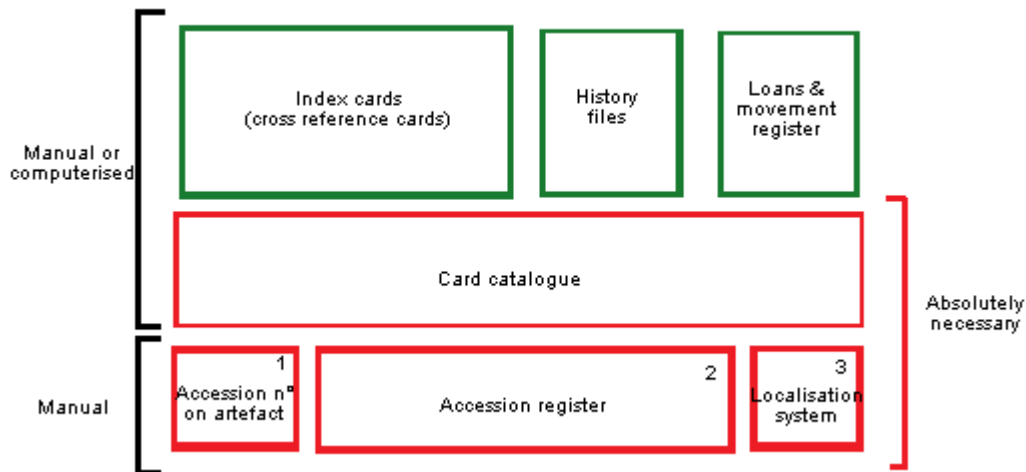 Manual or
computerised
Index cards
(cross reference cards)
History
files
Loans &
movement
register
Card catalogue
Absolutely
necessary
Manual
1
Accession n°
on artefact
2
Accession register
3
Localisation
system